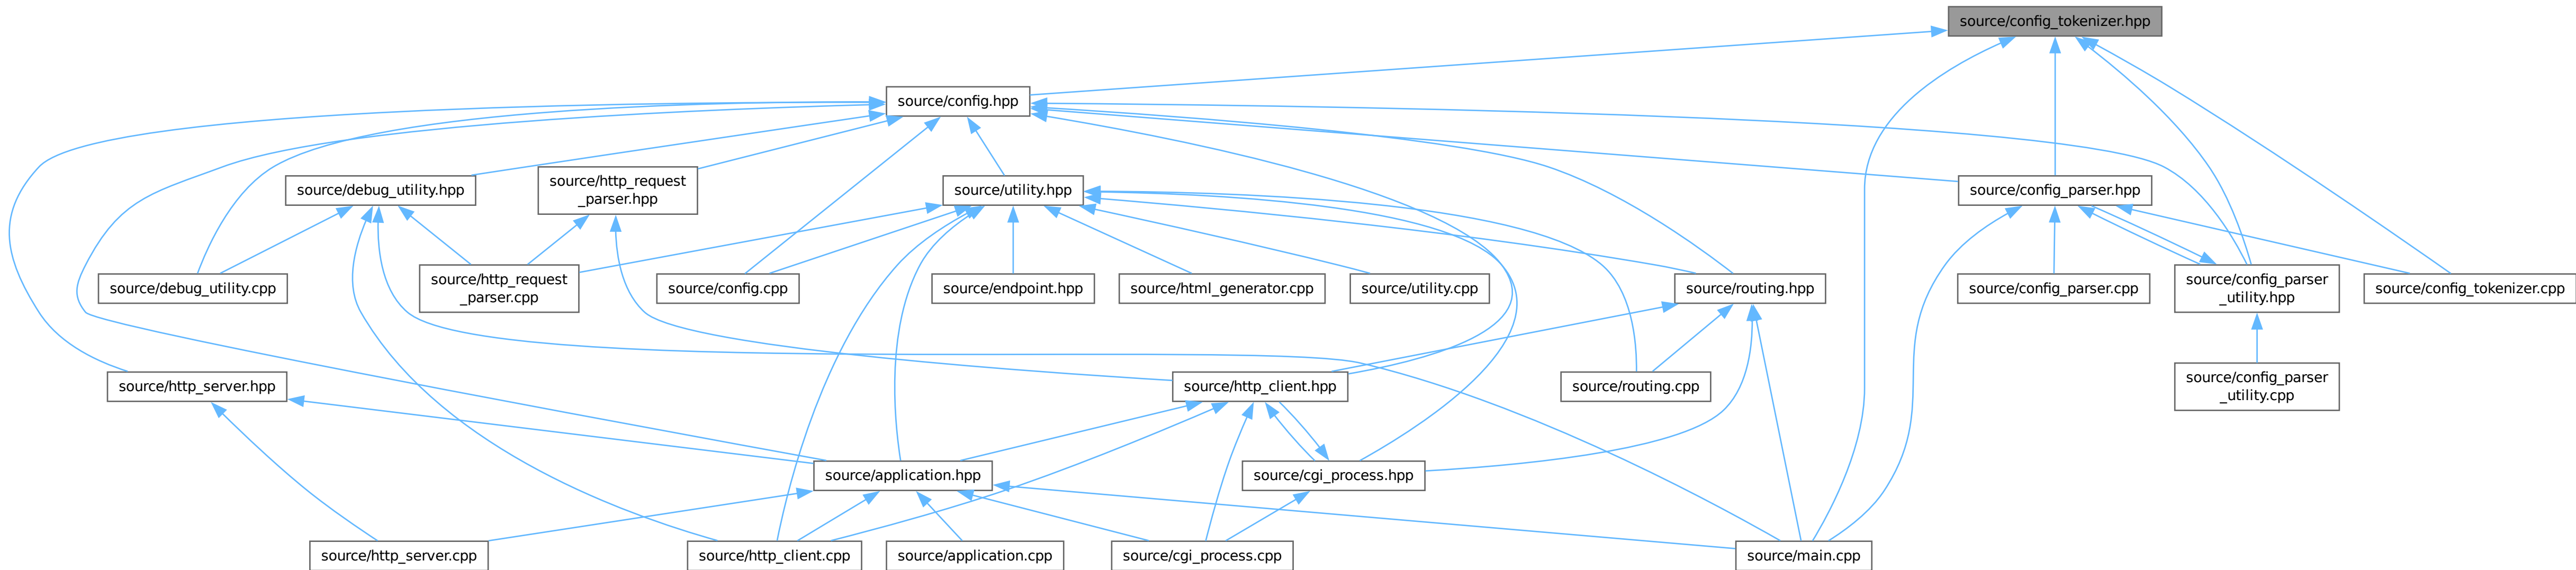 source/config_tokenizer.hpp
source/config.hpp
source/debug_utility.hpp
source/http_request
_parser.hpp
source/utility.hpp
source/config_parser.hpp
source/debug_utility.cpp
source/http_request
_parser.cpp
source/config.cpp
source/endpoint.hpp
source/html_generator.cpp
source/utility.cpp
source/routing.hpp
source/config_parser.cpp
source/config_parser
_utility.hpp
source/config_tokenizer.cpp
source/http_server.hpp
source/http_client.hpp
source/routing.cpp
source/config_parser
_utility.cpp
source/application.hpp
source/cgi_process.hpp
source/http_server.cpp
source/http_client.cpp
source/application.cpp
source/cgi_process.cpp
source/main.cpp